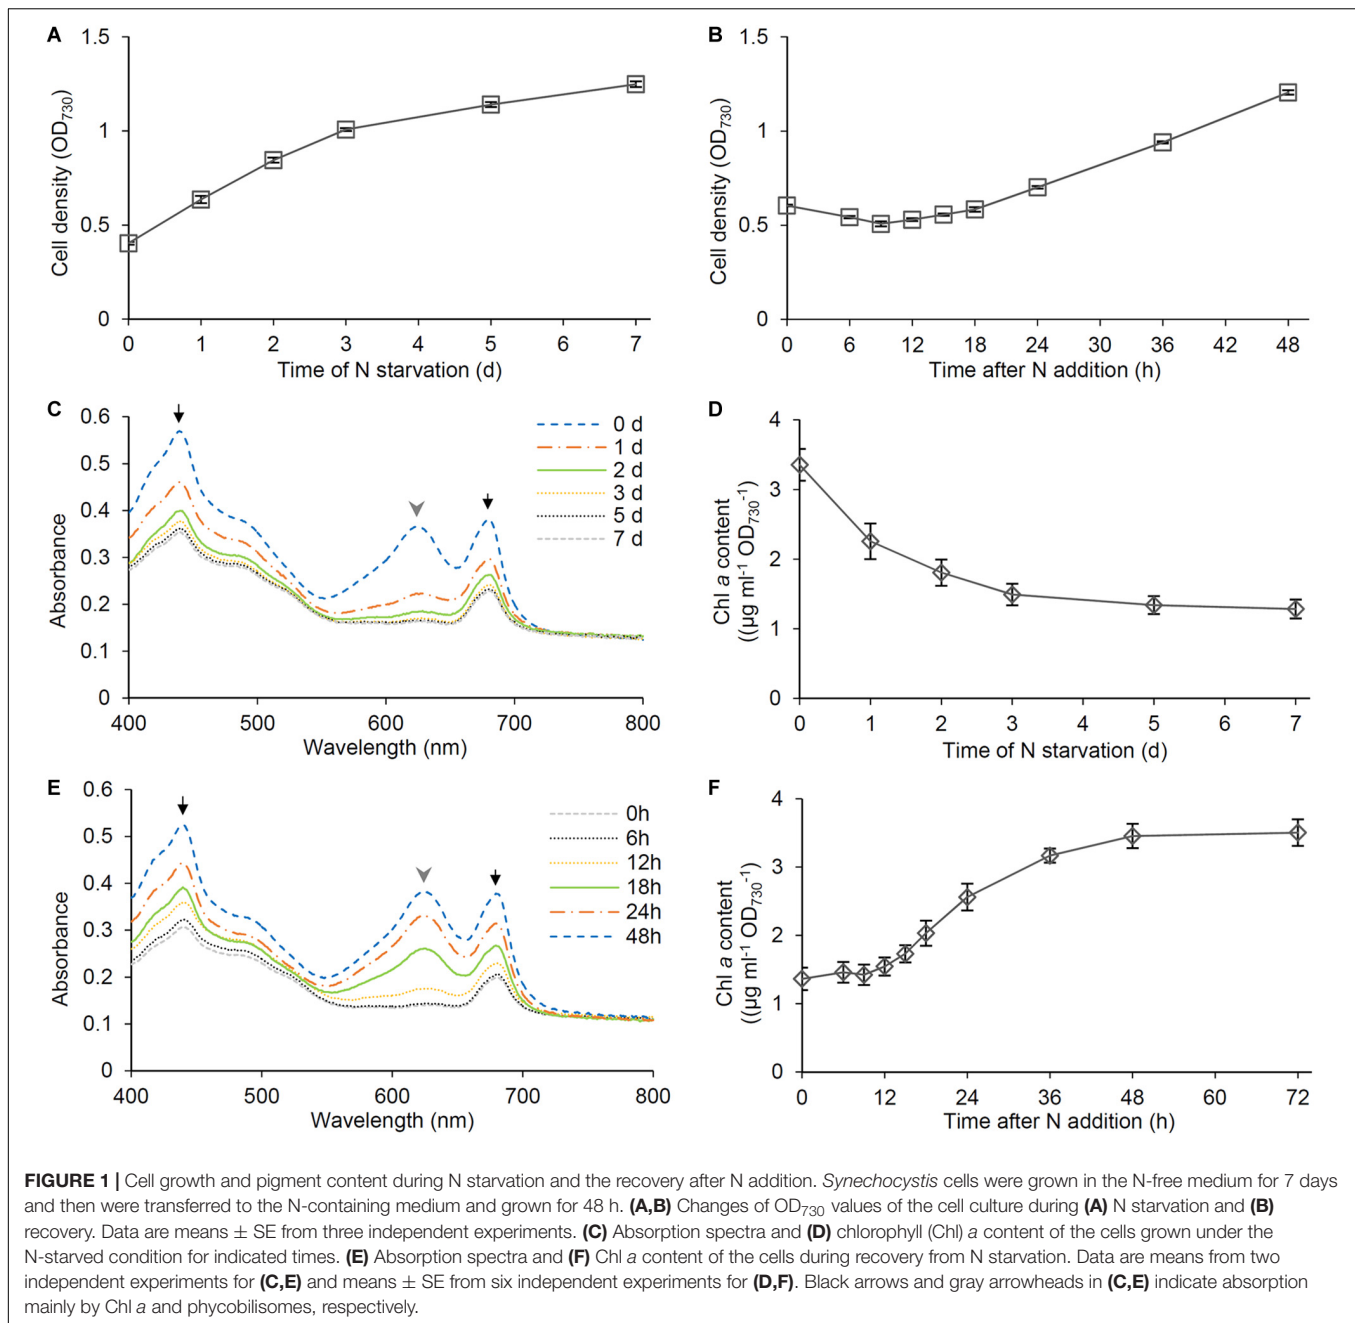 A
1.5
1
0.5
0
Cell density (OD730)
0 1 2 3 4 5 6 7
Time of N starvation (d)
B
1.5
1
0.5
0
Cell density (OD730)
0 6 12 18 24 30 36 42 48
Time after N addition (h)
C
0.6
0.5
0.4
0.3
0.2
0.1
0
Absorbance
0 d
1 d
2 d
3 d
5 d
7 d
400 500 600 700 800
Wavelength (nm)
D
4
3
2
1
0
Chl a content
((µg ml-1 OD730-1)
0 1 2 3 4 5 6 7
Time of N starvation (d)
E
0.6
0.5
0.4
0.3
0.2
0.1
0
Absorbance
0h
6h
12h
18h
24h
48h
400 500 600 700 800
Wavelength (nm)
F
4
3
2
1
0
Chl a content
((µg ml-1 OD730-1)
0 12 24 36 48 60 72
Time after N addition (h)
FIGURE 1 | Cell growth and pigment content during N starvation and the recovery after N addition. Synechocystis cells were grown in the N-free medium for 7 days
and then were transferred to the N-containing medium and grown for 48 h. (A,B) Changes of OD730 values of the cell culture during (A) N starvation and (B)
recovery. Data are means ± SE from three independent experiments. (C) Absorption spectra and (D) chlorophyll (Chl) a content of the cells grown under the
N-starved condition for indicated times. (E) Absorption spectra and (F) Chl a content of the cells during recovery from N starvation. Data are means from two
independent experiments for (C,E) and means ± SE from six independent experiments for (D,F). Black arrows and gray arrowheads in (C,E) indicate absorption
mainly by Chl a and phycobilisomes, respectively.